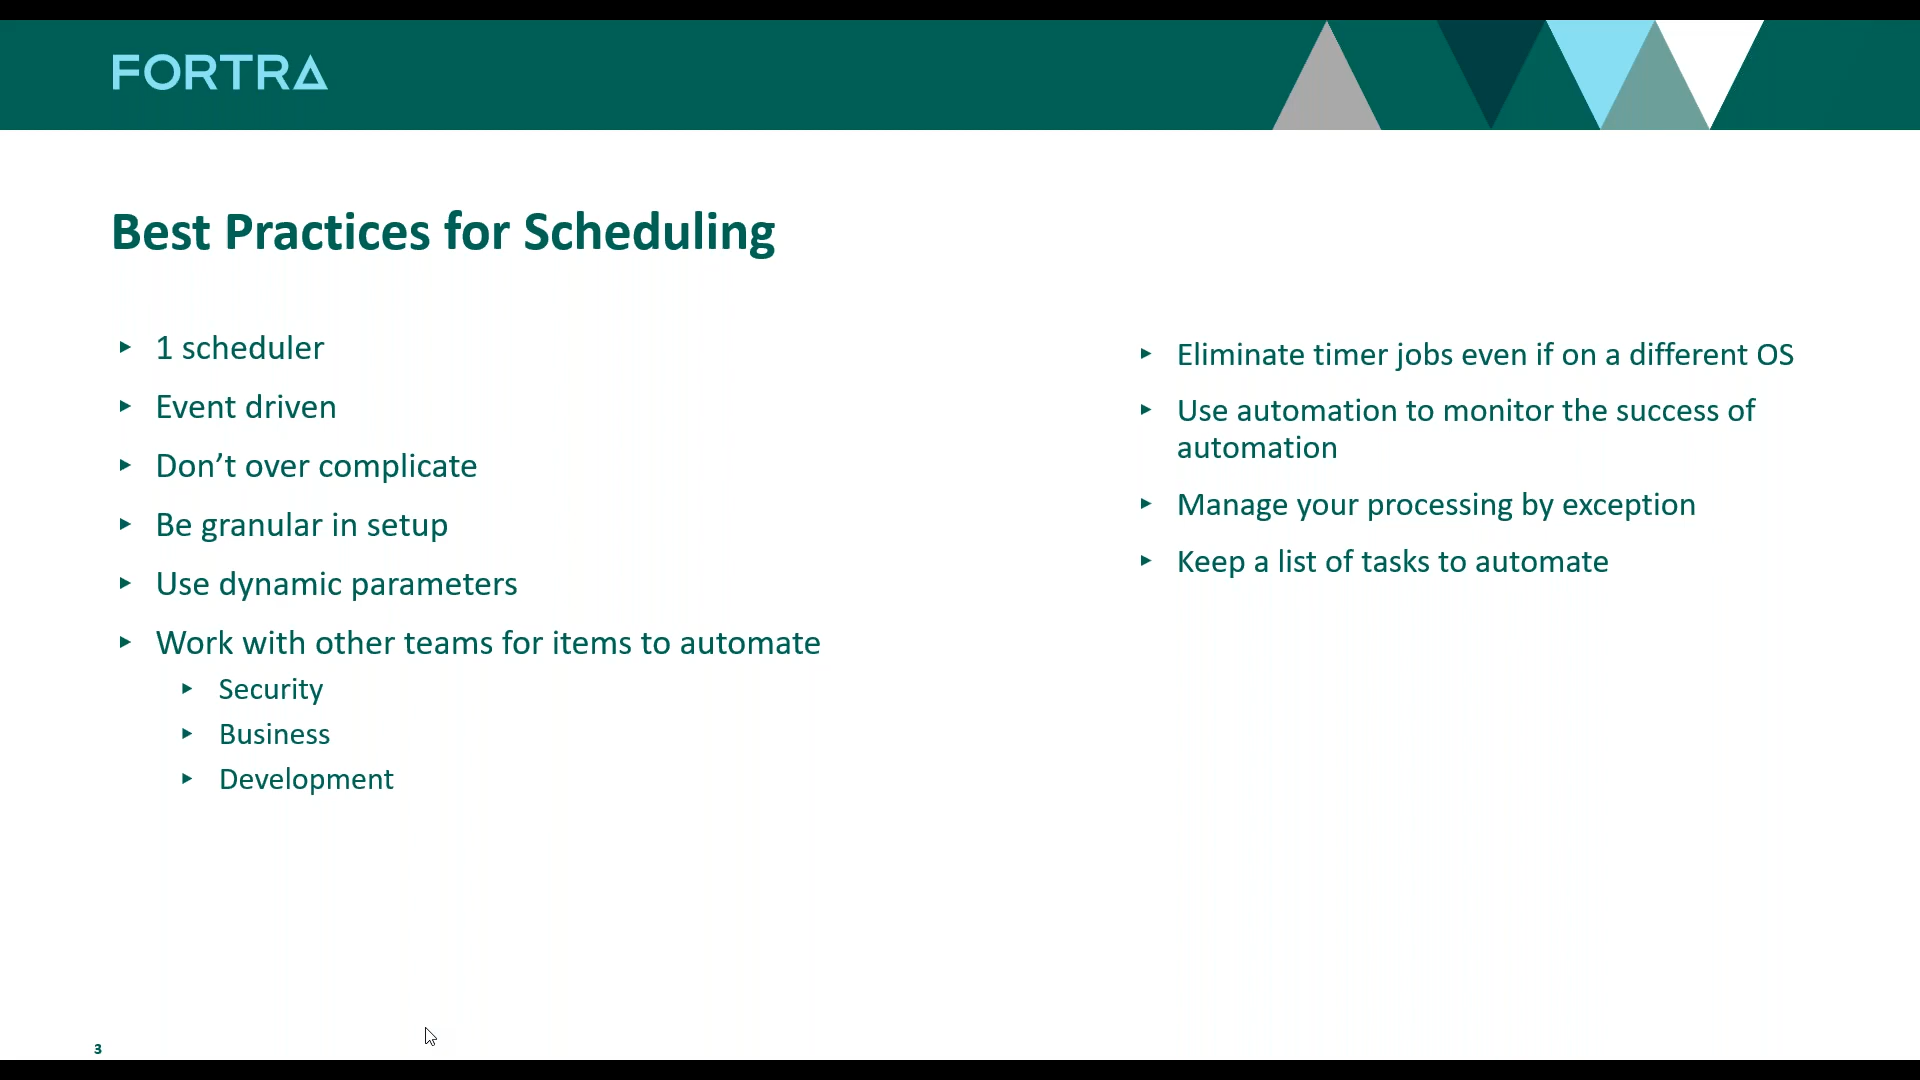 FORTRA
Best Practices for Scheduling
1 scheduler
Event driven
Don’t over complicate
Be granular in setup
Use dynamic parameters
Work with other teams for items to automate
Security
Business
Development
Eliminate timer jobs even if on a different OS
Use automation to monitor the success of
automation
Manage your processing by exception
Keep a list of tasks to automate
3